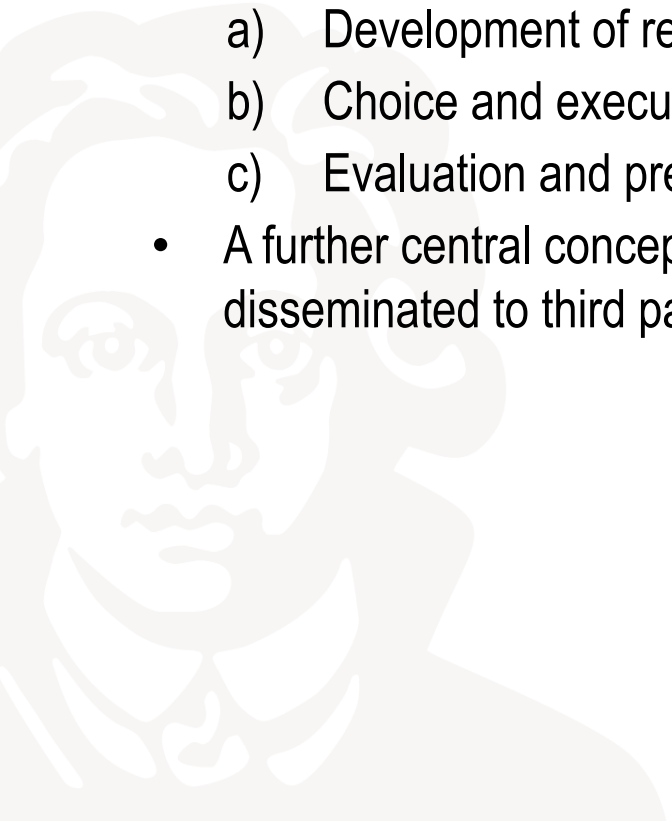 a) Development of re
b) Choice and execu
c) Evaluation and pre
• A further central concep
disseminated to third pa